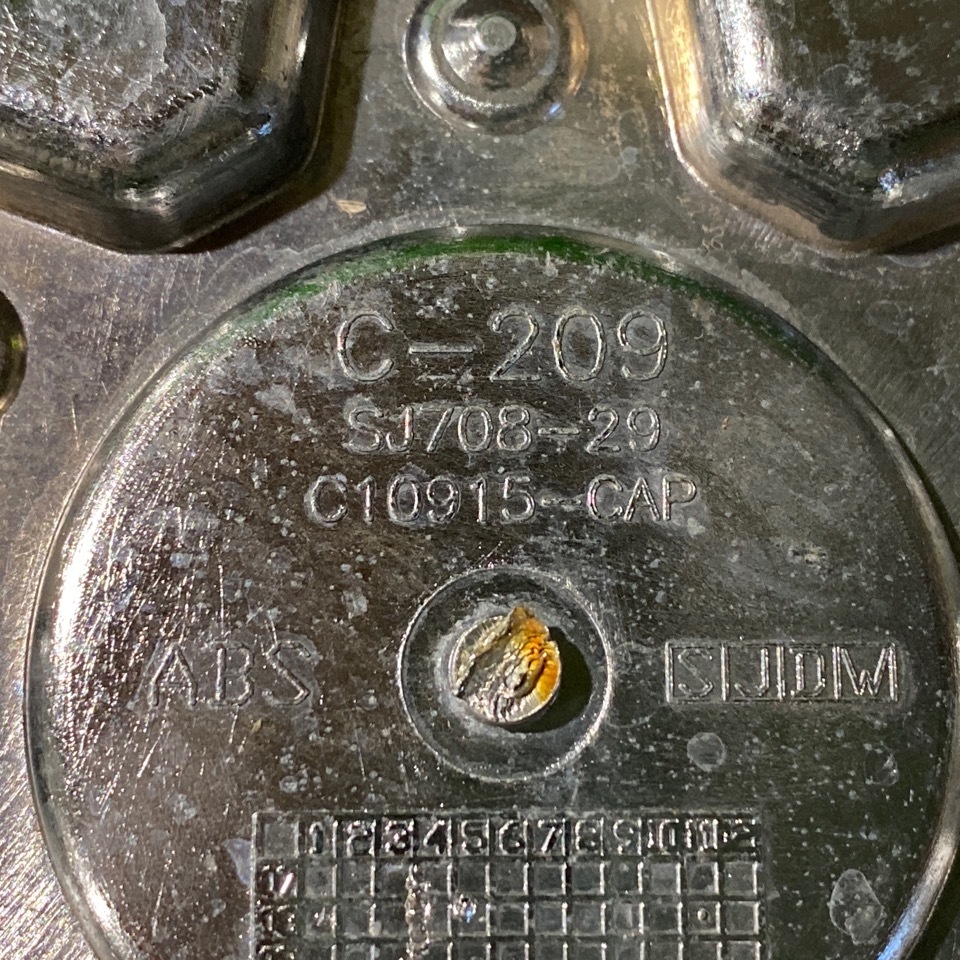 C-209
SJ708-29
C10915-CAP
ABS
SJDM
1 2 3 4 5 6 7 8 9 10 11 12